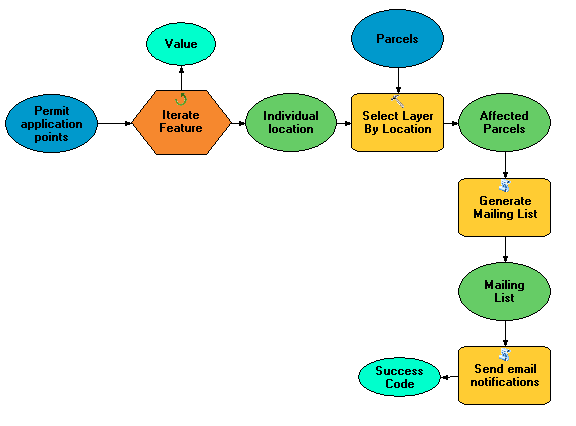 Value
Parcels
Permit
application
points
Iterate
Feature
Individual
location
Select Layer
By Location
Affected
Parcels
Generate
Mailing List
Mailing
List
Send email
notifications
Success
Code